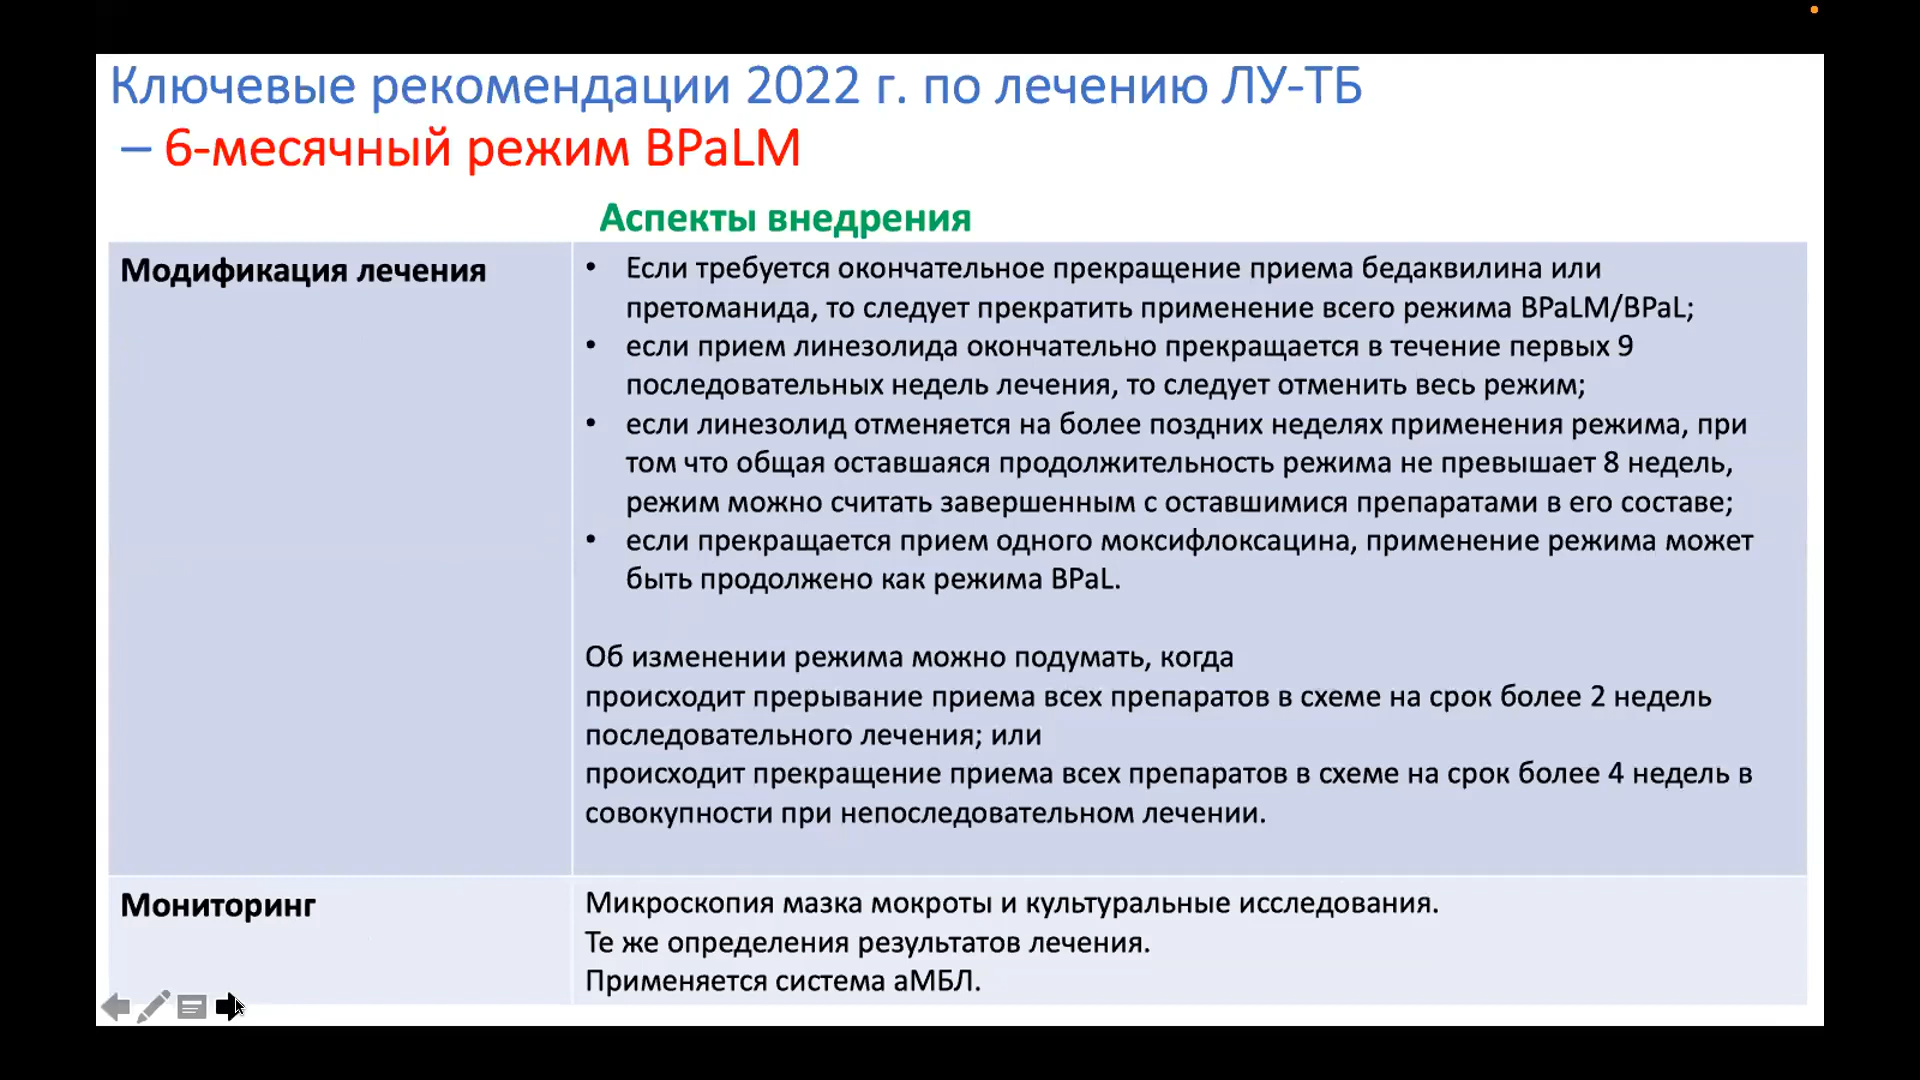 Ключевые рекомендации 2022 г. по лечению ЛУ-ТБ
– 6-месячный режим BPaLM
Аспекты внедрения
Модификация лечения
• Если требуется окончательное прекращение приема бедаквилина или
претоманида, то следует прекратить применение всего режима BPaLM/BPaL;
• если прием линезолида окончательно прекращается в течение первых 9
последовательных недель лечения, то следует отменить весь режим;
• если линезолид отменяется на более поздних неделях применения режима, при
том что общая оставшаяся продолжительность режима не превышает 8 недель,
режим можно считать завершенным с оставшимися препаратами в его составе;
• если прекращается прием одного моксифлоксацина, применение режима может
быть продолжено как режима BPaL.
Об изменении режима можно подумать, когда
происходит прерывание приема всех препаратов в схеме на срок более 2 недель
последовательного лечения; или
происходит прекращение приема всех препаратов в схеме на срок более 4 недель в
совокупности при непоследовательном лечении.
Мониторинг
Микроскопия мазка мокроты и культуральные исследования.
Те же определения результатов лечения.
Применяется система аМБЛ.